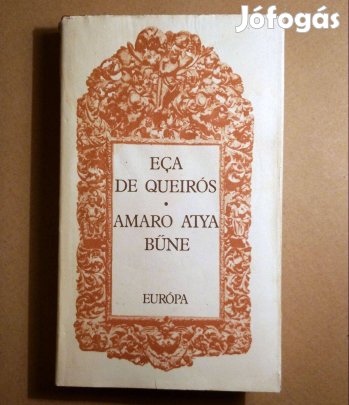 Jófogás
EÇA
DE QUEIRÓS
•
AMARO ATYA
BŰNE
EURÓPA